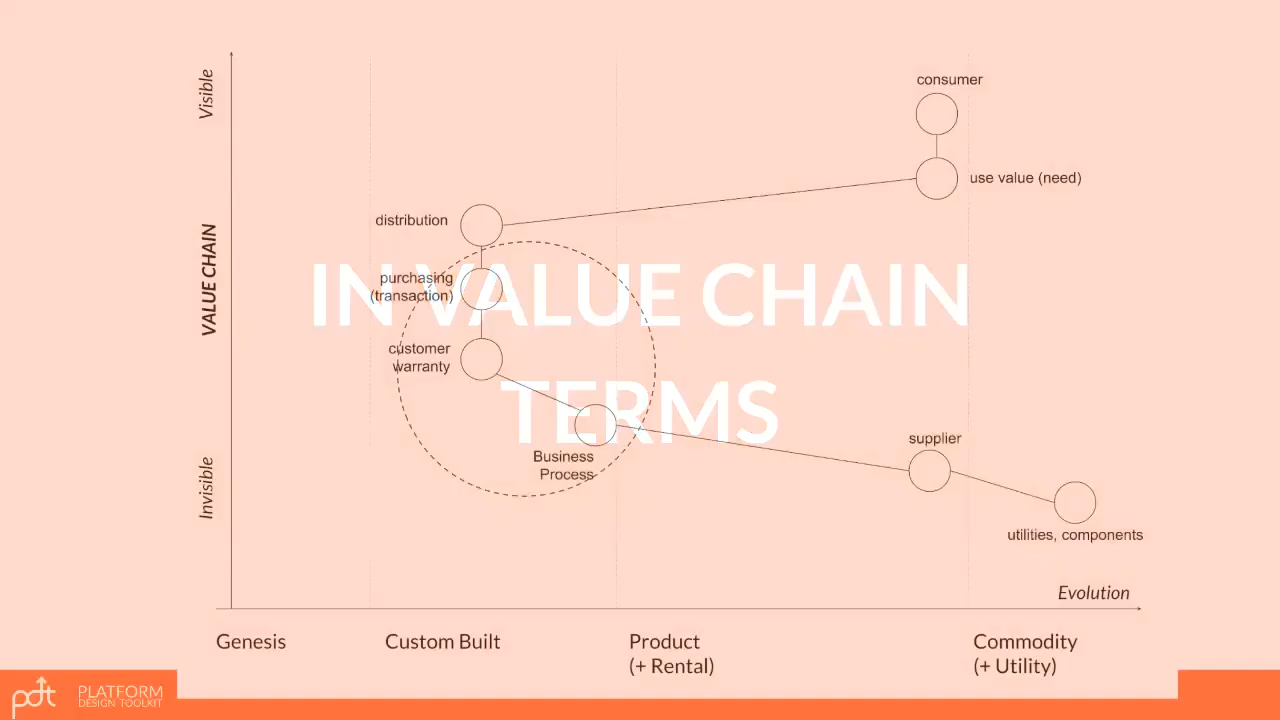 Visible
consumer
use value (need)
distribution
VALUE CHAIN
IN VALUE CHAIN
TERMS
purchasing
(transaction)
customer
warranty
Business
Process
supplier
Invisible
utilities, components
Evolution
Genesis
Custom Built
Product
(+ Rental)
Commodity
(+ Utility)
pdt
PLATFORM
DESIGN TOOLKIT